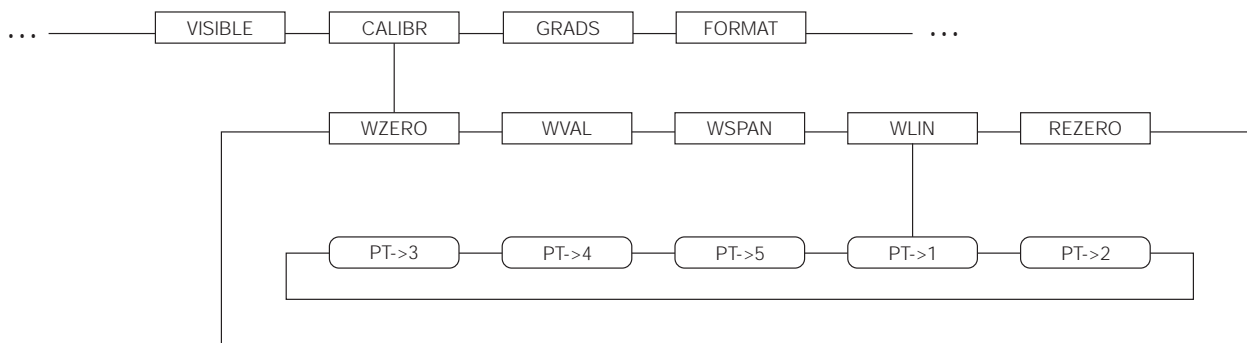 ... VISIBLE CALIBR GRADS FORMAT ...
WZERO WVAL WSPAN WLIN REZERO
PT->3 PT->4 PT->5 PT->1 PT->2